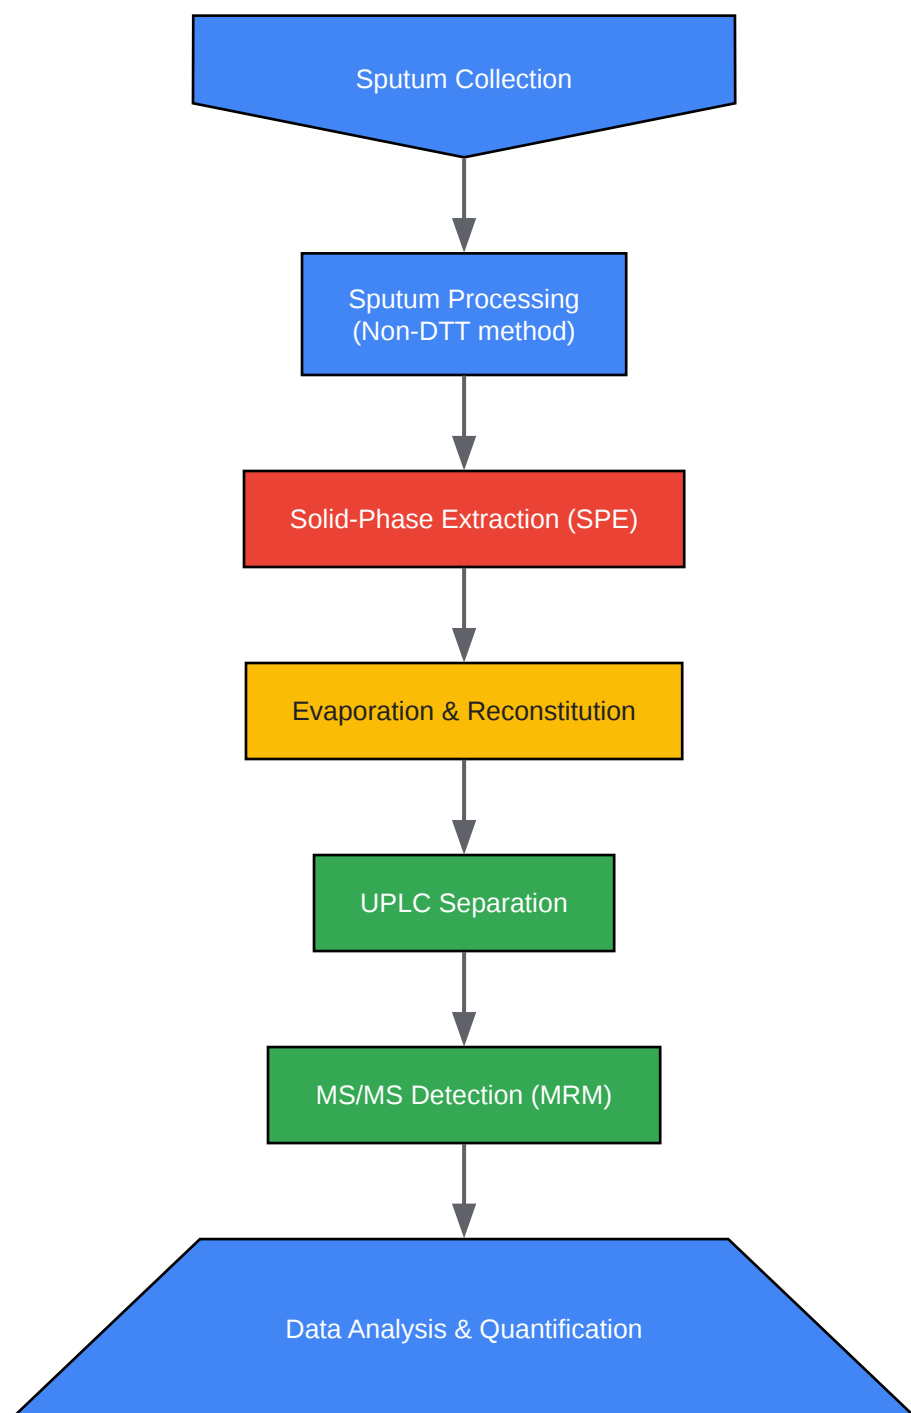 Sputum Collection
Sputum Processing
(Non-DTT method)
Solid-Phase Extraction (SPE)
Evaporation & Reconstitution
UPLC Separation
MS/MS Detection (MRM)
Data Analysis & Quantification